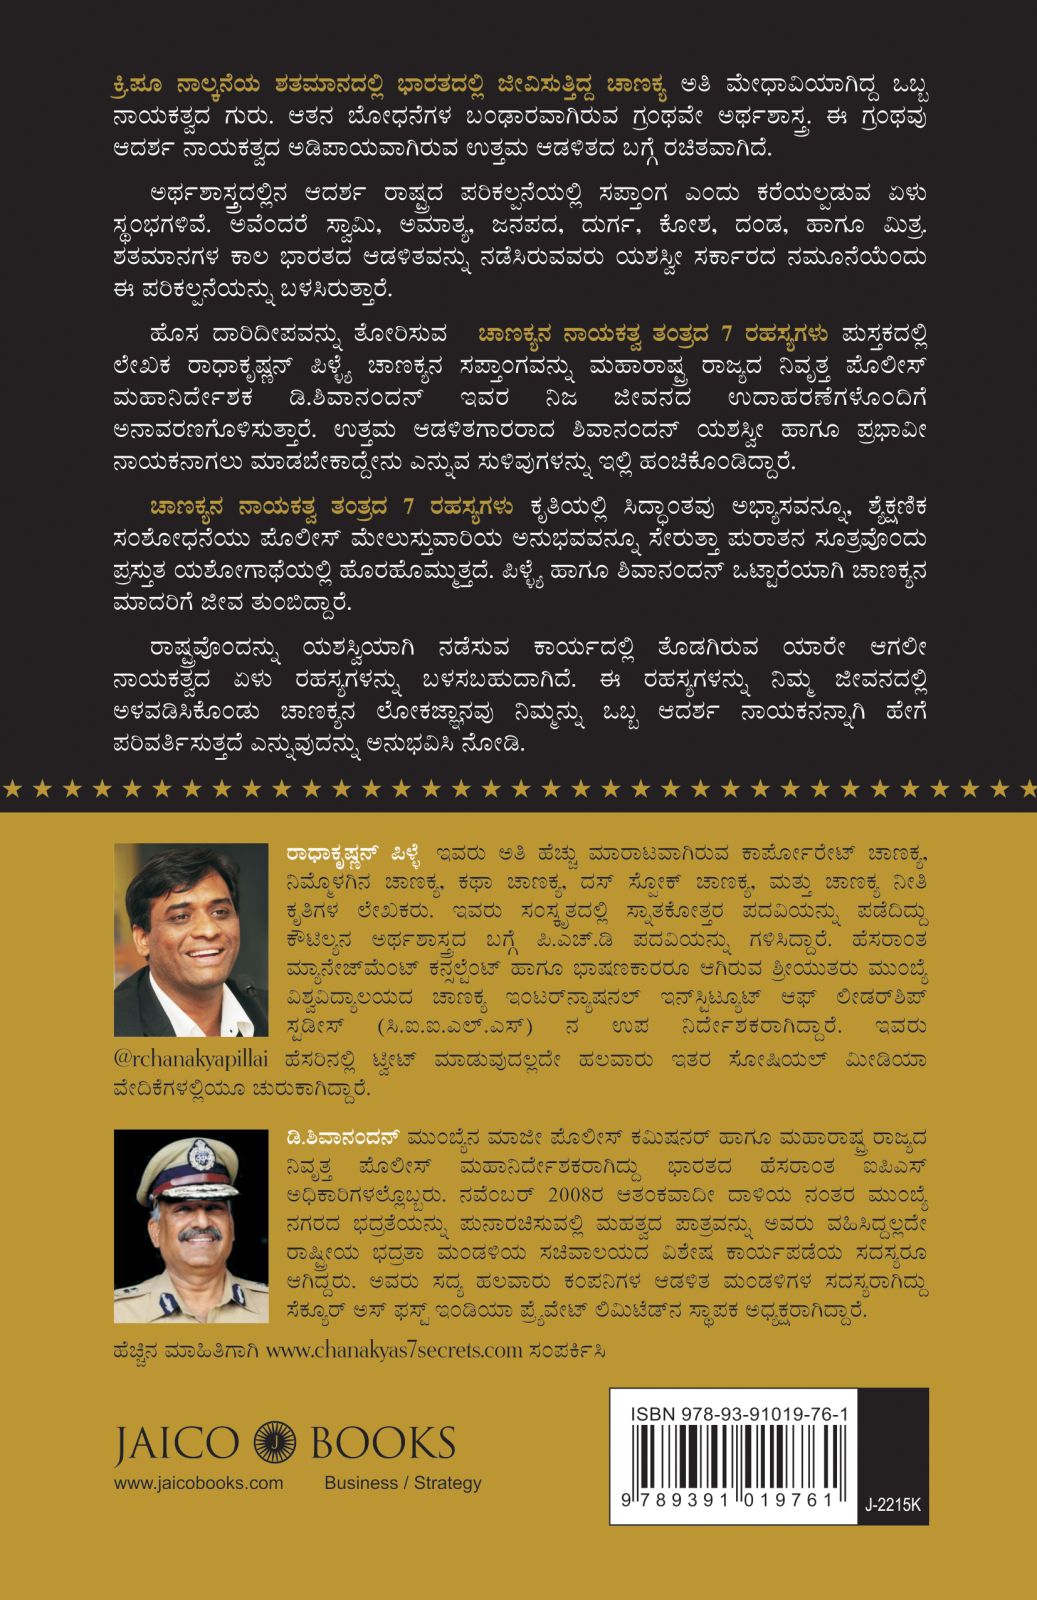 ಕ್ರಿ.ಪೂ ನಾಲ್ಕನೆಯ ಶತಮಾನದಲ್ಲಿ ಭಾರತದಲ್ಲಿ ಜೀವಿಸುತ್ತಿದ್ದ ಚಾಣಕ್ಯ ಅತಿ ಮೇಧಾವಿಯಾಗಿದ್ದ ಒಬ್ಬ
ನಾಯಕತ್ವದ ಗುರು. ಆತನ ಬೋಧನೆಗಳ ಬಂಢಾರವಾಗಿರುವ ಗ್ರಂಥವೇ ಅರ್ಥಶಾಸ್ತ್ರ. ಈ ಗ್ರಂಥವು
ಆದರ್ಶ ನಾಯಕತ್ವದ ಅಡಿಪಾಯವಾಗಿರುವ ಉತ್ತಮ ಆಡಳಿತದ ಬಗ್ಗೆ ರಚಿತವಾಗಿದೆ.
ಅರ್ಥಶಾಸ್ತ್ರದಲ್ಲಿನ ಆದರ್ಶ ರಾಷ್ಟ್ರದ ಪರಿಕಲ್ಪನೆಯಲ್ಲಿ ಸಪ್ತಾಂಗ ಎಂದು ಕರೆಯಲ್ಪಡುವ ಏಳು
ಸ್ಥಂಭಗಳಿವೆ. ಅವೆಂದರೆ ಸ್ವಾಮಿ, ಅಮಾತ್ಯ, ಜನಪದ, ದುರ್ಗ, ಕೋಶ, ದಂಡ, ಹಾಗೂ ಮಿತ್ರ.
ಶತಮಾನಗಳ ಕಾಲ ಭಾರತದ ಆಡಳಿತವನ್ನು ನಡೆಸಿರುವವರು ಯಶಸ್ವೀ ಸರ್ಕಾರದ ನಮೂನೆಯೆಂದು
ಈ ಪರಿಕಲ್ಪನೆಯನ್ನು ಬಳಸಿರುತ್ತಾರೆ.
ಹೊಸ ದಾರಿದೀಪವನ್ನು ತೋರಿಸುವ ಚಾಣಕ್ಯನ ನಾಯಕತ್ವ ತಂತ್ರದ 7 ರಹಸ್ಯಗಳು ಪುಸ್ತಕದಲ್ಲಿ
ಲೇಖಕ ರಾಧಾಕೃಷ್ಣನ್ ಪಿಳ್ಳೈ ಚಾಣಕ್ಯನ ಸಪ್ತಾಂಗವನ್ನು ಮಹಾರಾಷ್ಟ್ರ ರಾಜ್ಯದ ನಿವೃತ್ತ ಪೊಲೀಸ್
ಮಹಾನಿರ್ದೇಶಕ ಡಿ.ಶಿವಾನಂದನ್ ಇವರ ನಿಜ ಜೀವನದ ಉದಾಹರಣೆಗಳೊಂದಿಗೆ
ಅನಾವರಣಗೊಳಿಸುತ್ತಾರೆ. ಉತ್ತಮ ಆಡಳಿತಗಾರರಾದ ಶಿವಾನಂದನ್ ಯಶಸ್ವೀ ಹಾಗೂ ಪ್ರಭಾವೀ
ನಾಯಕನಾಗಲು ಮಾಡಬೇಕಾದ್ದೇನು ಎನ್ನುವ ಸುಳಿವುಗಳನ್ನು ಇಲ್ಲಿ ಹಂಚಿಕೊಂಡಿದ್ದಾರೆ.
ಚಾಣಕ್ಯನ ನಾಯಕತ್ವ ತಂತ್ರದ 7 ರಹಸ್ಯಗಳು ಕೃತಿಯಲ್ಲಿ ಸಿದ್ಧಾಂತವು ಅಭ್ಯಾಸವನ್ನೂ, ಶೈಕ್ಷಣಿಕ
ಸಂಶೋಧನೆಯು ಪೊಲೀಸ್ ಮೇಲುಸ್ತುವಾರಿಯ ಅನುಭವವನ್ನೂ ಸೇರುತ್ತಾ ಪುರಾತನ ಸೂತ್ರವೊಂದು
ಪ್ರಸ್ತುತ ಯಶೋಗಾಥೆಯಲ್ಲಿ ಹೊರಹೊಮ್ಮುತ್ತದೆ. ಪಿಳ್ಳೈ ಹಾಗೂ ಶಿವಾನಂದನ್ ಒಟ್ಟಾರೆಯಾಗಿ ಚಾಣಕ್ಯನ
ಮಾದರಿಗೆ ಜೀವ ತುಂಬಿದ್ದಾರೆ.
ರಾಷ್ಟ್ರವೊಂದನ್ನು ಯಶಸ್ವಿಯಾಗಿ ನಡೆಸುವ ಕಾರ್ಯದಲ್ಲಿ ತೊಡಗಿರುವ ಯಾರೇ ಆಗಲೀ
ನಾಯಕತ್ವದ ಏಳು ರಹಸ್ಯಗಳನ್ನು ಬಳಸಬಹುದಾಗಿದೆ. ಈ ರಹಸ್ಯಗಳನ್ನು ನಿಮ್ಮ ಜೀವನದಲ್ಲಿ
ಅಳವಡಿಸಿಕೊಂಡು ಚಾಣಕ್ಯನ ಲೋಕಜ್ಞಾನವು ನಿಮ್ಮನ್ನು ಒಬ್ಬ ಆದರ್ಶ ನಾಯಕನನ್ನಾಗಿ ಹೇಗೆ
ಪರಿವರ್ತಿಸುತ್ತದೆ ಎನ್ನುವುದನ್ನು ಅನುಭವಿಸಿ ನೋಡಿ.
ರಾಧಾಕೃಷ್ಣನ್ ಪಿಳ್ಳೆ ಇವರು ಅತಿ ಹೆಚ್ಚು ಮಾರಾಟವಾಗಿರುವ ಕಾರ್ಪೋರೇಟ್ ಚಾಣಕ್ಯ,
ನಿಮ್ಮೊಳಗಿನ ಚಾಣಕ್ಯ, ಕಥಾ ಚಾಣಕ್ಯ, ದಸ್ ಸ್ಪೋಕ್ ಚಾಣಕ್ಯ, ಮತ್ತು ಚಾಣಕ್ಯ ನೀತಿ
ಕೃತಿಗಳ ಲೇಖಕರು. ಇವರು ಸಂಸ್ಕೃತದಲ್ಲಿ ಸ್ನಾತಕೋತ್ತರ ಪದವಿಯನ್ನು ಪಡೆದಿದ್ದು
ಕೌಟಿಲ್ಯನ ಅರ್ಥಶಾಸ್ತ್ರದ ಬಗ್ಗೆ ಪಿ.ಎಚ್.ಡಿ ಪದವಿಯನ್ನು ಗಳಿಸಿದ್ದಾರೆ. ಹೆಸರಾಂತ
ಮ್ಯಾನೇಜ್‌ಮೆಂಟ್ ಕನ್ಸಲ್ಟೆಂಟ್ ಹಾಗೂ ಭಾಷಣಕಾರರೂ ಆಗಿರುವ ಶ್ರೀಯುತರು ಮುಂಬೈ
ವಿಶ್ವವಿದ್ಯಾಲಯದ ಚಾಣಕ್ಯ ಇಂಟರ್‌ನ್ಯಾಷನಲ್ ಇನ್‌ಸ್ಟಿಟ್ಯೂಟ್ ಆಫ್ ಲೀಡರ್‌ಶಿಪ್
ಸ್ಟಡೀಸ್ (ಸಿ.ಐ.ಐ.ಎಲ್.ಎಸ್) ನ ಉಪ ನಿರ್ದೇಶಕರಾಗಿದ್ದಾರೆ. ಇವರು
@rchanakyapillai ಹೆಸರಿನಲ್ಲಿ ಟ್ವೀಟ್ ಮಾಡುವುದಲ್ಲದೇ ಹಲವಾರು ಇತರ ಸೋಷಿಯಲ್ ಮೀಡಿಯಾ
ವೇದಿಕೆಗಳಲ್ಲಿಯೂ ಚುರುಕಾಗಿದ್ದಾರೆ.
ಡಿ.ಶಿವಾನಂದನ್ ಮುಂಬೈನ ಮಾಜೀ ಪೊಲೀಸ್ ಕಮಿಷನರ್ ಹಾಗೂ ಮಹಾರಾಷ್ಟ್ರ ರಾಜ್ಯದ
ನಿವೃತ್ತ ಪೊಲೀಸ್ ಮಹಾನಿರ್ದೇಶಕರಾಗಿದ್ದು ಭಾರತದ ಹೆಸರಾಂತ ಐಪಿಎಸ್
ಅಧಿಕಾರಿಗಳಲ್ಲೊಬ್ಬರು. ನವೆಂಬರ್ 2008ರ ಆತಂಕವಾದೀ ದಾಳಿಯ ನಂತರ ಮುಂಬೈ
ನಗರದ ಭದ್ರತೆಯನ್ನು ಪುನಾರಚಿಸುವಲ್ಲಿ ಮಹತ್ವದ ಪಾತ್ರವನ್ನು ಅವರು ವಹಿಸಿದ್ದಲ್ಲದೇ
ರಾಷ್ಟ್ರೀಯ ಭದ್ರತಾ ಮಂಡಳಿಯ ಸಚಿವಾಲಯದ ವಿಶೇಷ ಕಾರ್ಯಪಡೆಯ ಸದಸ್ಯರೂ
ಆಗಿದ್ದರು. ಅವರು ಸದ್ಯ ಹಲವಾರು ಕಂಪನಿಗಳ ಆಡಳಿತ ಮಂಡಳಿಗಳ ಸದಸ್ಯರಾಗಿದ್ದು
ಸೆಕ್ಯೂರ್ ಅಸ್ ಫಸ್ಟ್ ಇಂಡಿಯಾ ಪ್ರೈವೇಟ್ ಲಿಮಿಟೆಡ್‌ನ ಸ್ಥಾಪಕ ಅಧ್ಯಕ್ಷರಾಗಿದ್ದಾರೆ.
ಹೆಚ್ಚಿನ ಮಾಹಿತಿಗಾಗಿ www.chanakyas7secrets.com ಸಂಪರ್ಕಿಸಿ
JAICO J BOOKS
www.jaicobooks.com Business / Strategy
ISBN 978-93-91019-76-1
9 789391 019761
J-2215K